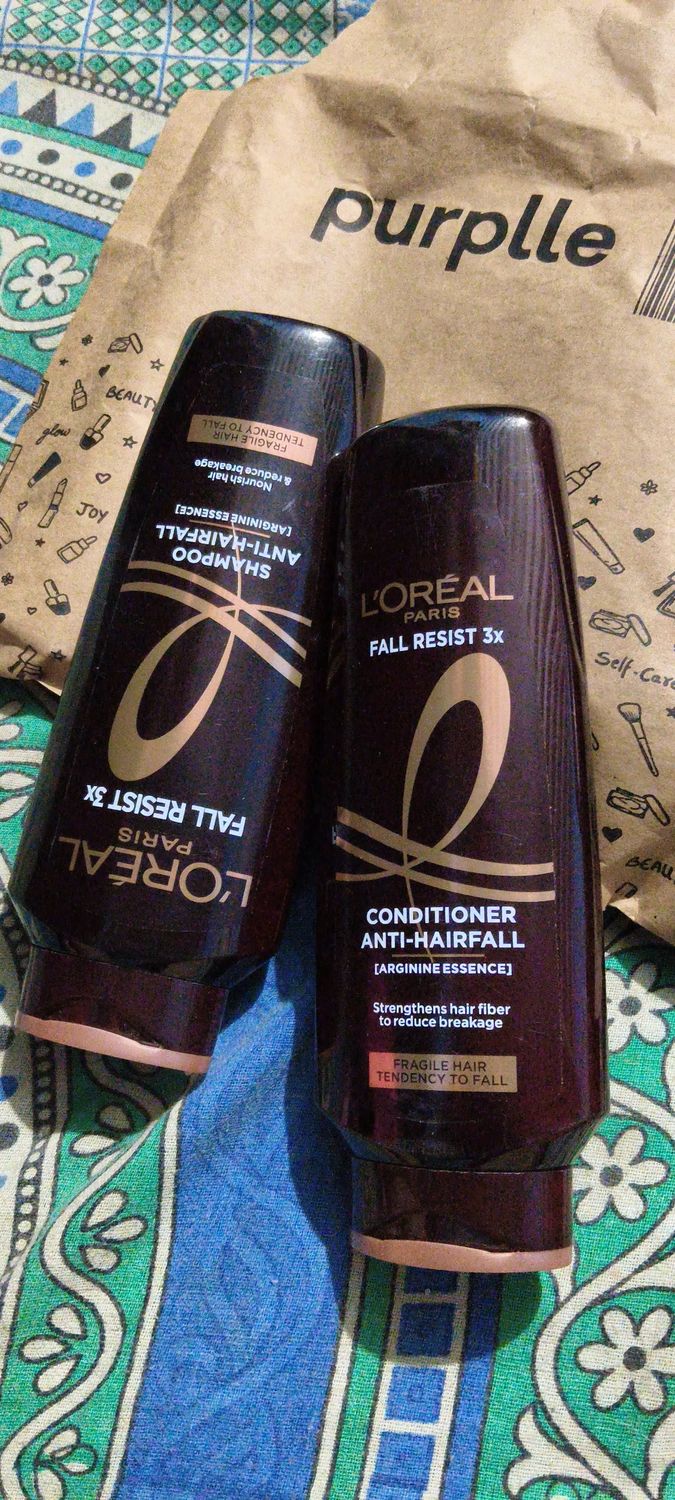 purplle
BEAUTY
glow
JOY
L'ORÉAL
PARIS
FALL RESIST 3x
SHAMPOO
ANTI-HAIRFALL
[ARGININE ESSENCE]
Nourish hair
& reduce breakage
FRAGILE HAIR
TENDENCY TO FALL
L'ORÉAL
PARIS
FALL RESIST 3x
CONDITIONER
ANTI-HAIRFALL
[ARGININE ESSENCE]
Strengthens hair fiber
to reduce breakage
FRAGILE HAIR
TENDENCY TO FALL
Self-Care
BEAU